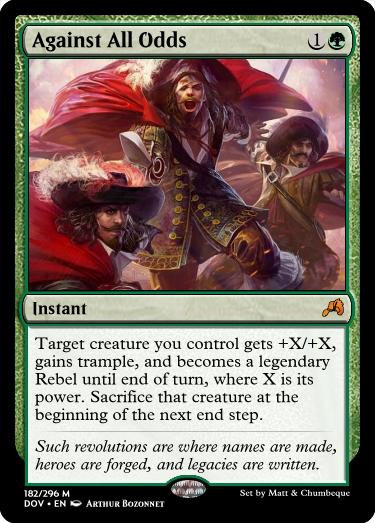 Against All Odds 1
Instant
Target creature you control gets +X/+X,
gains trample, and becomes a legendary
Rebel until end of turn, where X is its
power. Sacrifice that creature at the
beginning of the next end step.
Such revolutions are where names are made,
heroes are forged, and legacies are written.
182/296 M
DOV • EN Arthur Bozonnet
Set by Matt & Chumbeque